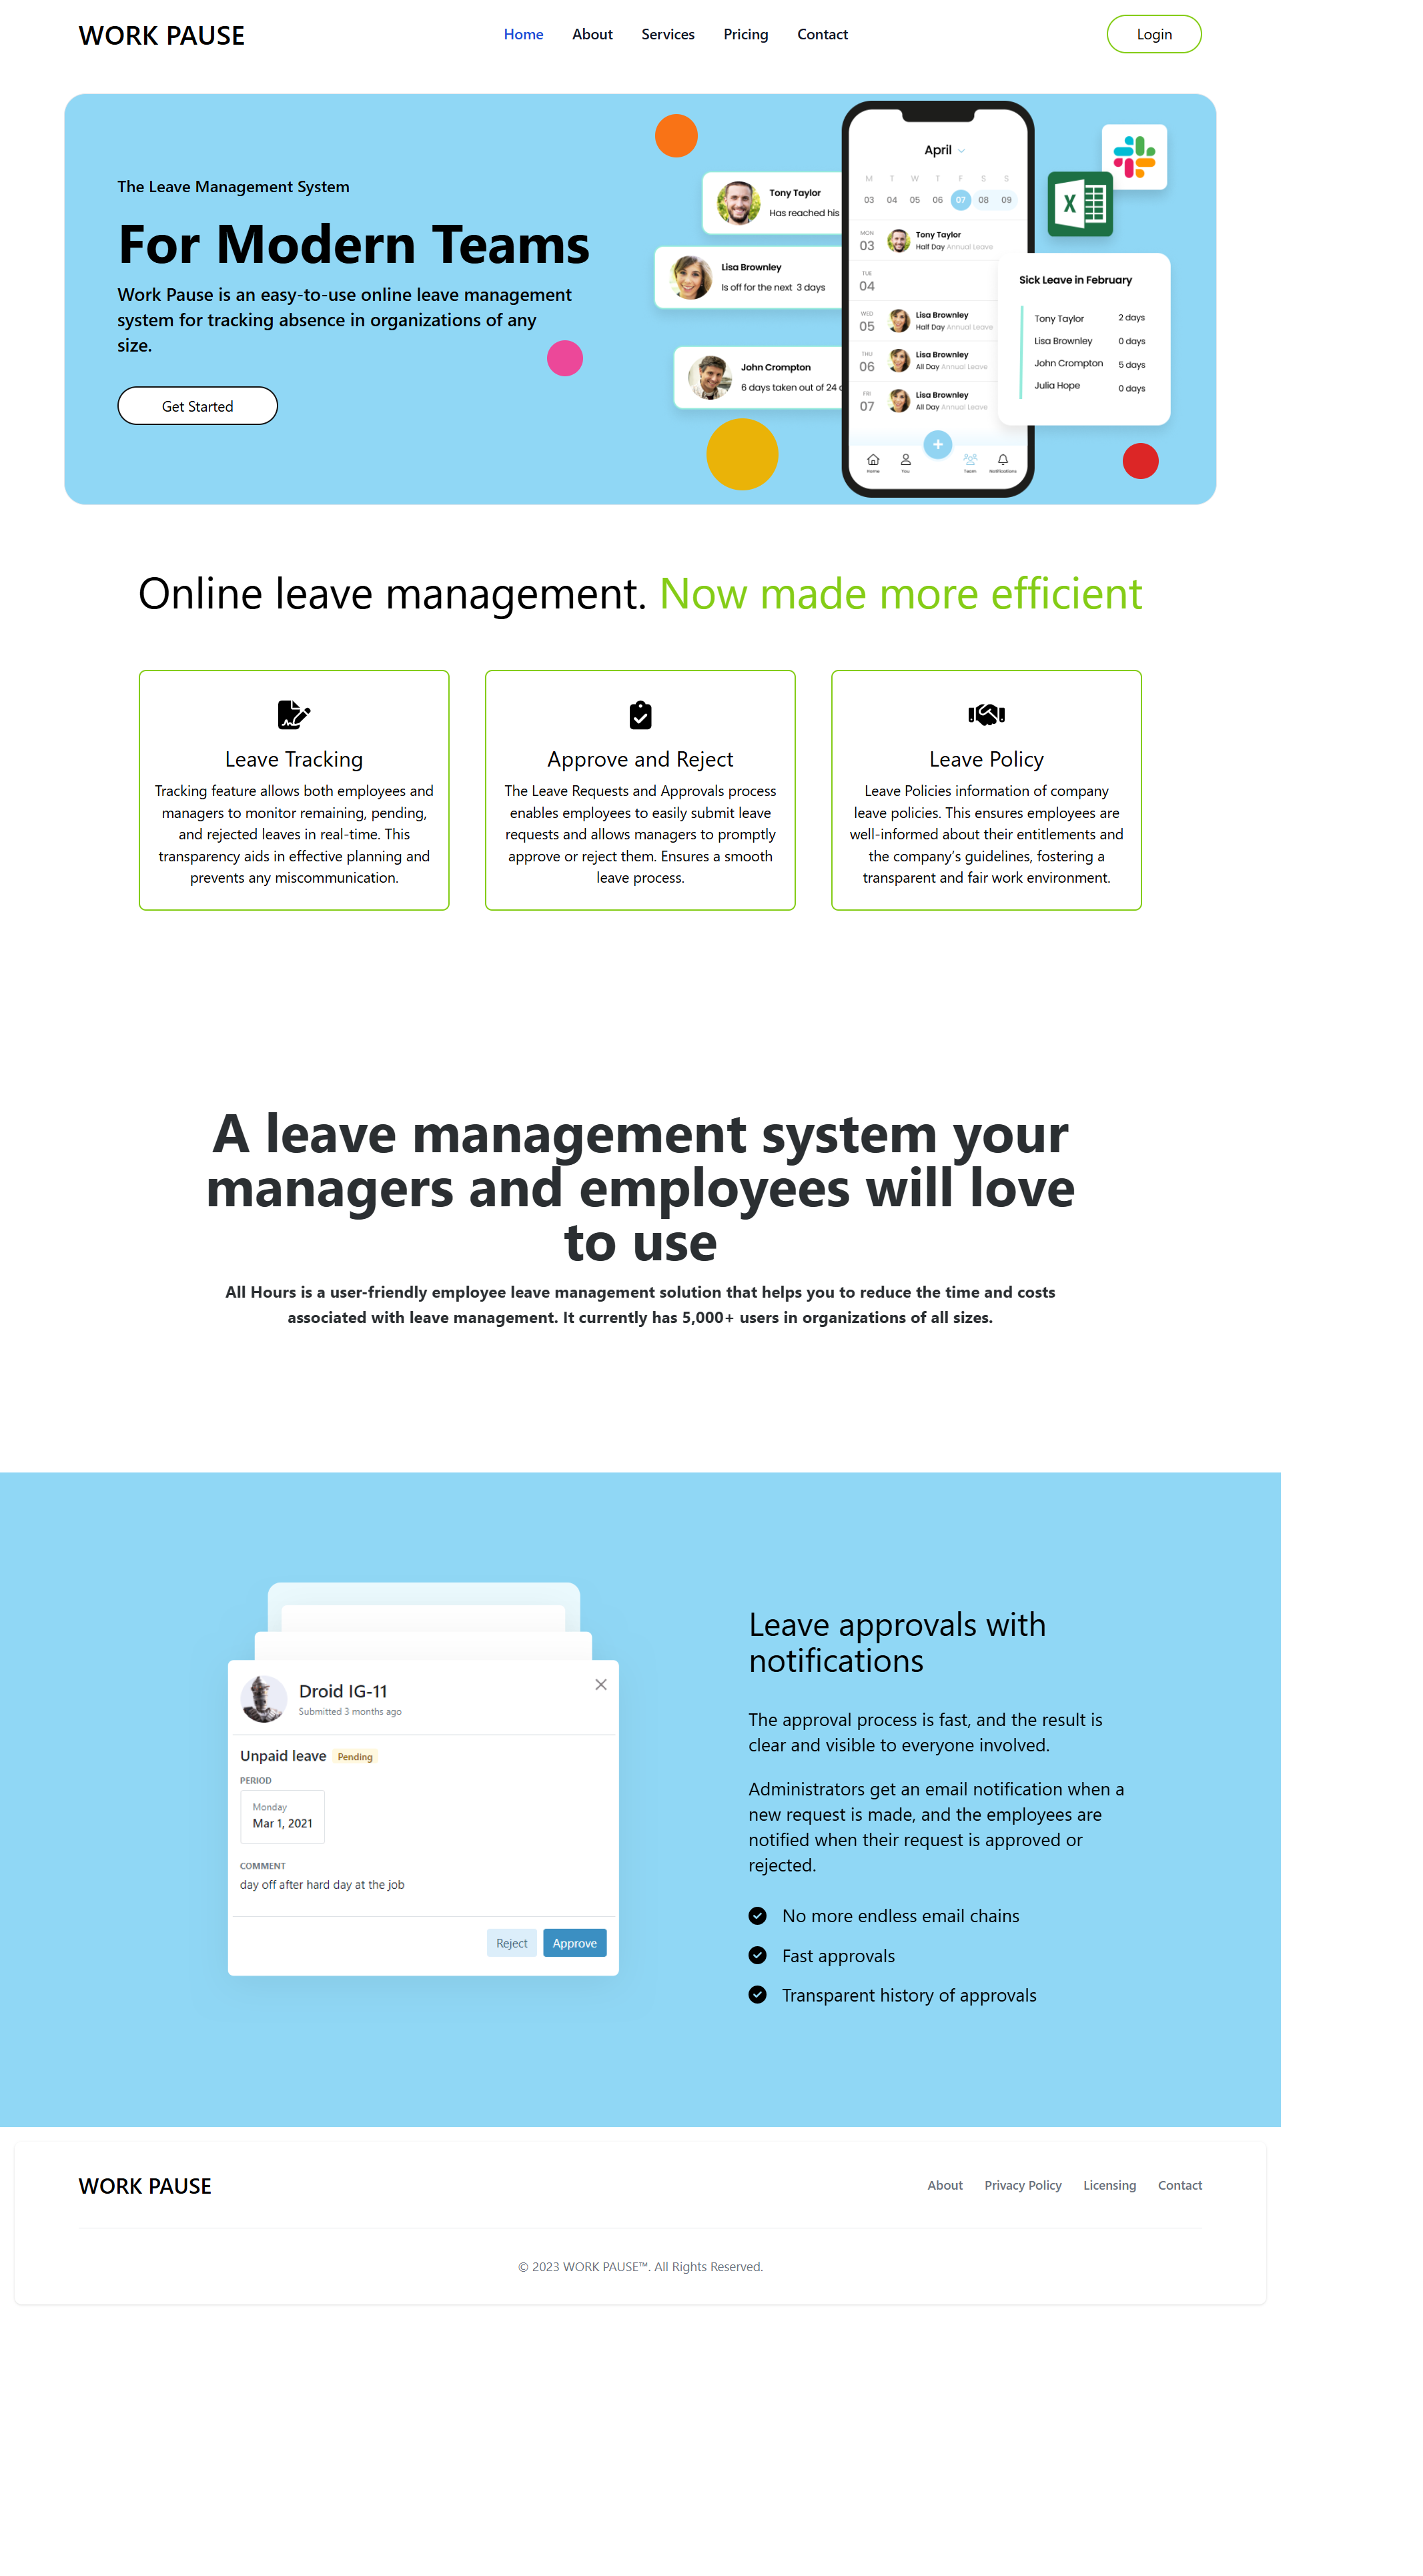 WORK PAUSE
Home About Services Pricing Contact
Login
The Leave Management System
For Modern Teams
Work Pause is an easy-to-use online leave management
system for tracking absence in organizations of any
size.
Get Started
Tony Taylor
Has reached his
Lisa Brownley
Is off for the next 3 days
John Crompton
6 days taken out of 24
April
M T W T F S S
03 04 05 06 07 08 09
MON
03
Tony Taylor
Half Day Annual Leave
TUE
04
WED
05
Lisa Brownley
Half Day Annual Leave
THU
06
Lisa Brownley
All Day Annual Leave
FRI
07
Lisa Brownley
All Day Annual Leave
Home You Team Notifications
X
Sick Leave in February
Tony Taylor 2 days
Lisa Brownley 0 days
John Crompton 5 days
Julia Hope 0 days
Online leave management. Now made more efficient
Leave Tracking
Tracking feature allows both employees and
managers to monitor remaining, pending,
and rejected leaves in real-time. This
transparency aids in effective planning and
prevents any miscommunication.
Approve and Reject
The Leave Requests and Approvals process
enables employees to easily submit leave
requests and allows managers to promptly
approve or reject them. Ensures a smooth
leave process.
Leave Policy
Leave Policies information of company
leave policies. This ensures employees are
well-informed about their entitlements and
the company's guidelines, fostering a
transparent and fair work environment.
A leave management system your
managers and employees will love
to use
All Hours is a user-friendly employee leave management solution that helps you to reduce the time and costs
associated with leave management. It currently has 5,000+ users in organizations of all sizes.
Droid IG-11
Submitted 3 months ago
Unpaid leave Pending
PERIOD
Monday
Mar 1, 2021
COMMENT
day off after hard day at the job
Reject Approve
Leave approvals with
notifications
The approval process is fast, and the result is
clear and visible to everyone involved.
Administrators get an email notification when a
new request is made, and the employees are
notified when their request is approved or
rejected.
No more endless email chains
Fast approvals
Transparent history of approvals
WORK PAUSE
About Privacy Policy Licensing Contact
© 2023 WORK PAUSE™. All Rights Reserved.